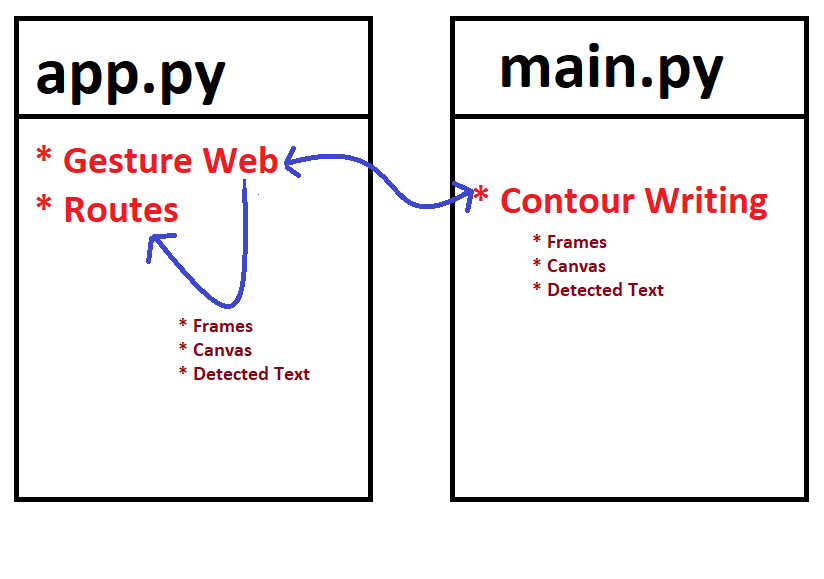 app.py
* Gesture Web
* Routes
* Frames
* Canvas
* Detected Text
main.py
* Contour Writing
* Frames
* Canvas
* Detected Text